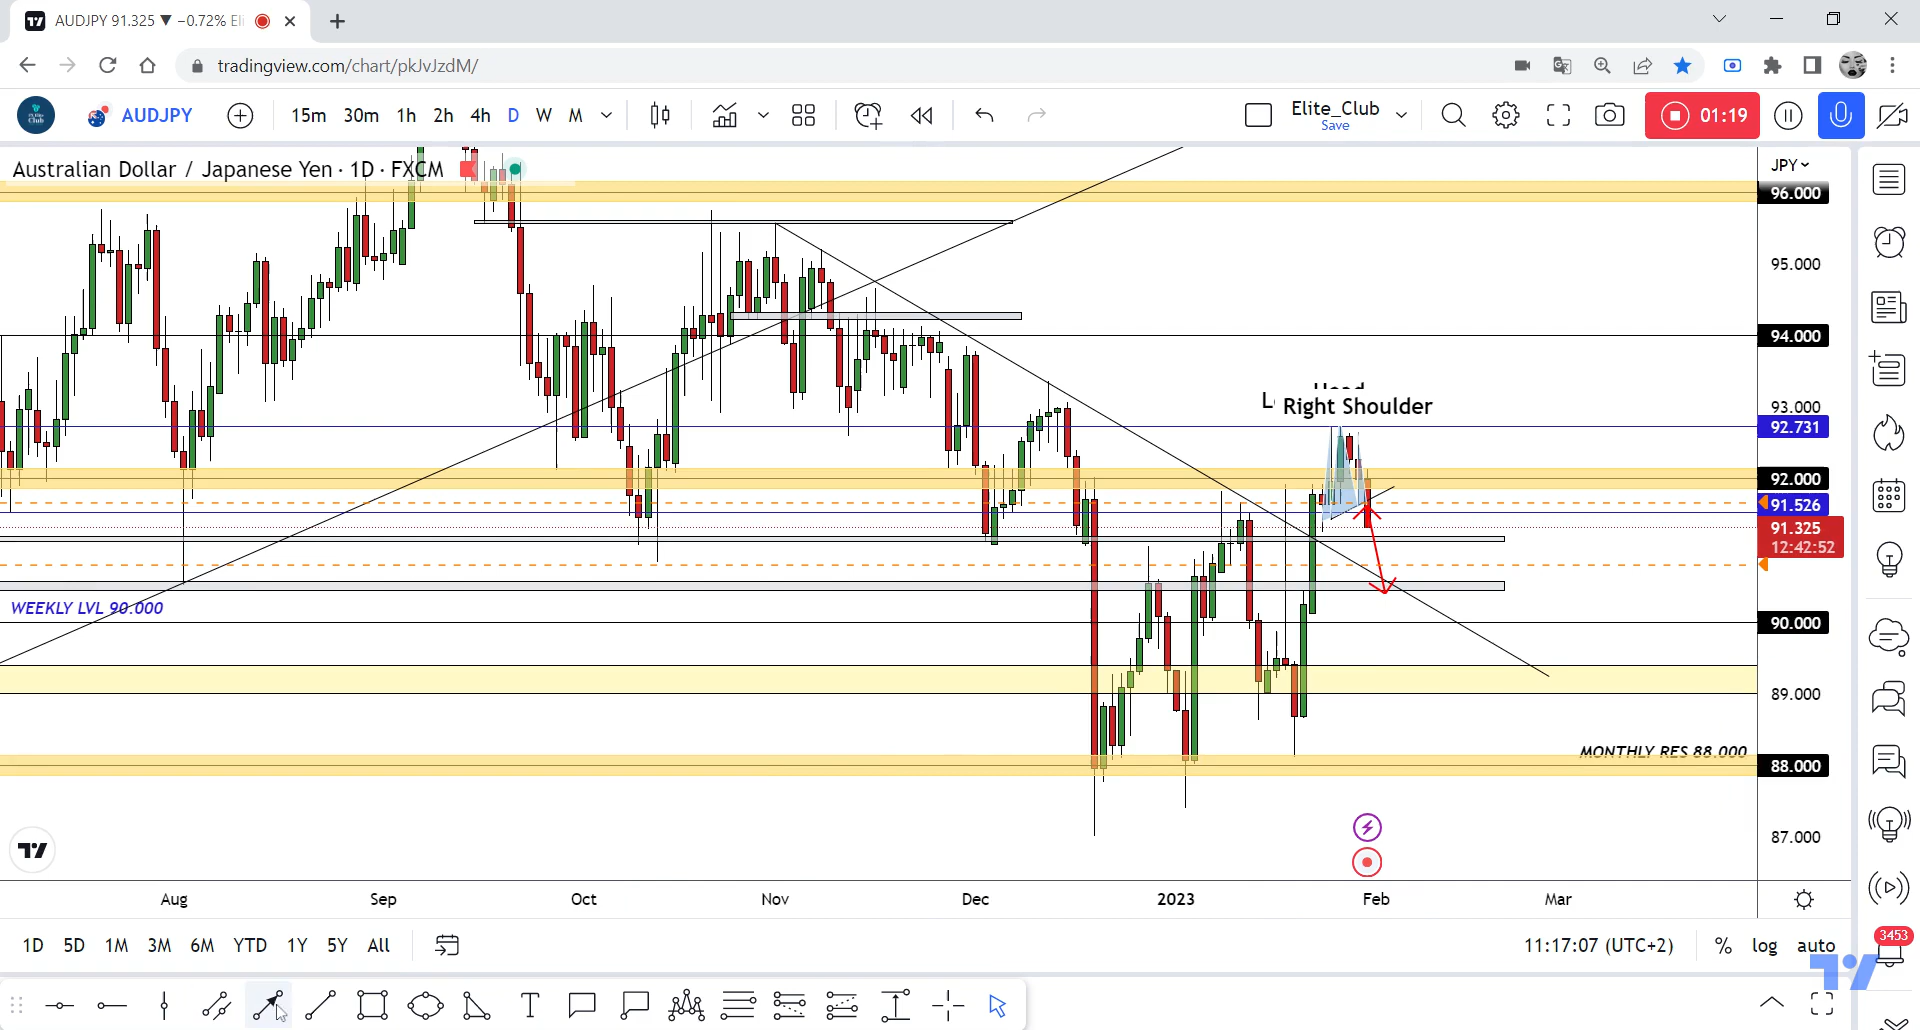 AUDJPY 91.325 ▼ −0.72% Eli
tradingview.com/chart/pkJvJzdM/
AUDJPY 15m 30m 1h 2h 4h D W M Elite_Club 01:19
Save
Australian Dollar / Japanese Yen · 1D · FXCM JPY
96.000
95.000
94.000
Head
Right Shoulder
93.000
92.731
92.000
91.526
91.325
12:42:52
WEEKLY LVL 90.000
90.000
89.000
MONTHLY RES 88.000
88.000
87.000
Aug Sep Oct Nov Dec 2023 Feb Mar
1D 5D 1M 3M 6M YTD 1Y 5Y All 11:17:07 (UTC+2) % log auto
3453